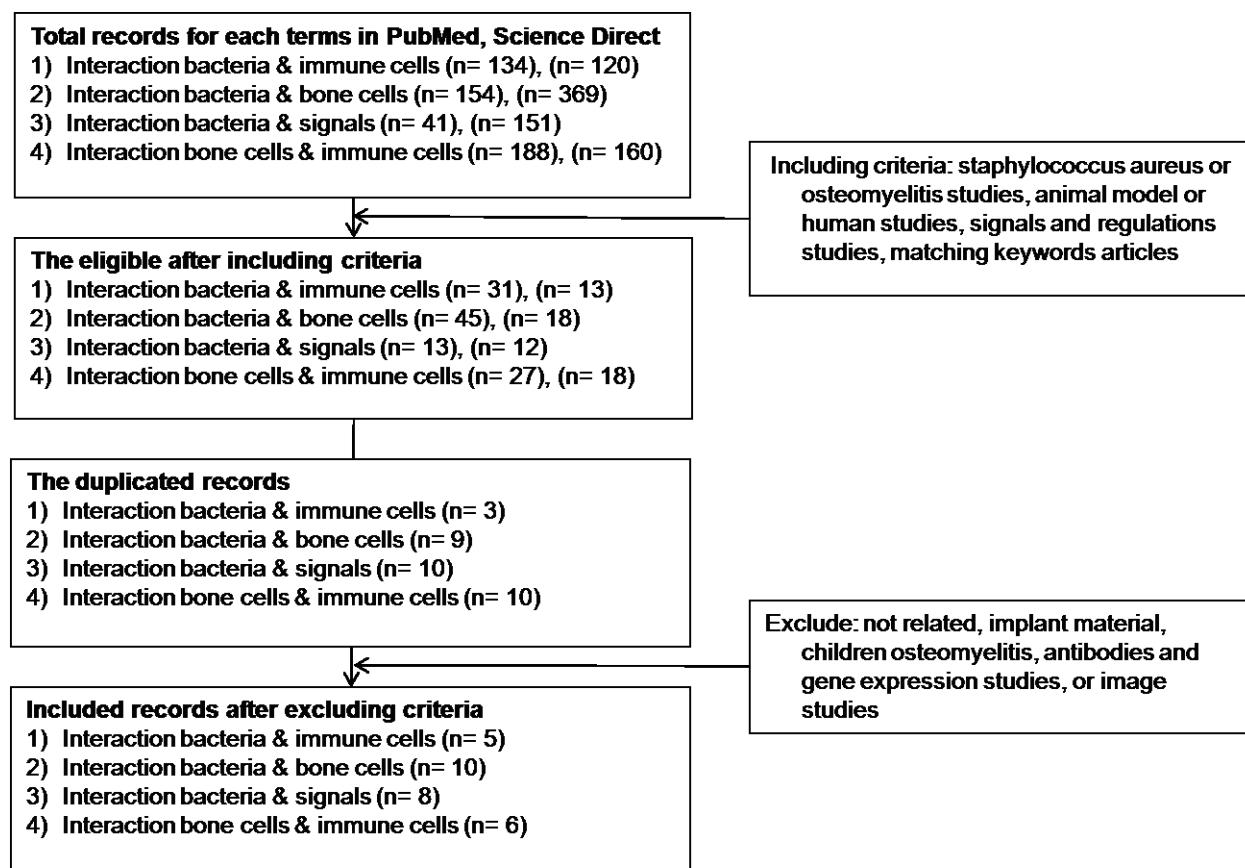 Total records for each terms in PubMed, Science Direct
1) Interaction bacteria & immune cells (n= 134), (n= 120)
2) Interaction bacteria & bone cells (n= 154), (n= 369)
3) Interaction bacteria & signals (n= 41), (n= 151)
4) Interaction bone cells & immune cells (n= 188), (n= 160)
Including criteria: staphylococcus aureus or
osteomyelitis studies, animal model or
human studies, signals and regulations
studies, matching keywords articles
The eligible after including criteria
1) Interaction bacteria & immune cells (n= 31), (n= 13)
2) Interaction bacteria & bone cells (n= 45), (n= 18)
3) Interaction bacteria & signals (n= 13), (n= 12)
4) Interaction bone cells & immune cells (n= 27), (n= 18)
The duplicated records
1) Interaction bacteria & immune cells (n= 3)
2) Interaction bacteria & bone cells (n= 9)
3) Interaction bacteria & signals (n= 10)
4) Interaction bone cells & immune cells (n= 10)
Exclude: not related, implant material,
children osteomyelitis, antibodies and
gene expression studies, or image
studies
Included records after excluding criteria
1) Interaction bacteria & immune cells (n= 5)
2) Interaction bacteria & bone cells (n= 10)
3) Interaction bacteria & signals (n= 8)
4) Interaction bone cells & immune cells (n= 6)